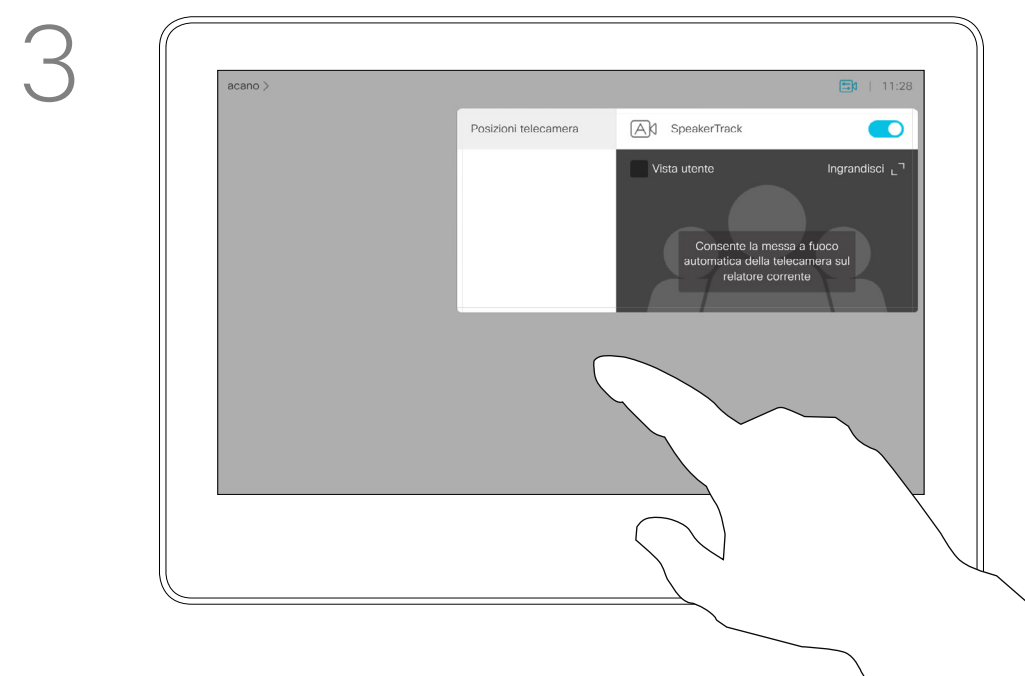 3
acano >
| 11:28
Posizioni telecamera
A SpeakerTrack
Vista utente
Ingrandisci
Consente la messa a fuoco
automatica della telecamera sul
relatore corrente